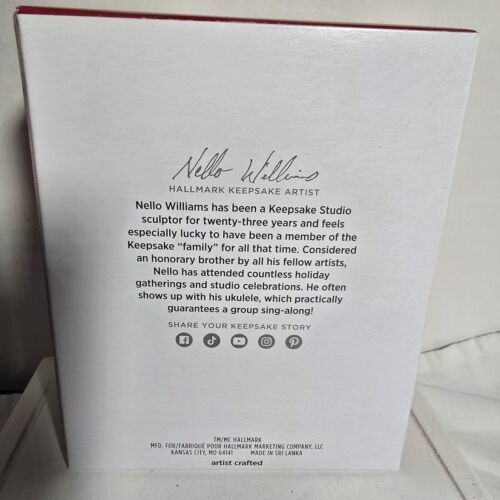 Nello Williams
HALLMARK KEEPSAKE ARTIST
Nello Williams has been a Keepsake Studio
sculptor for twenty-three years and feels
especially lucky to have been a member of the
Keepsake “family” for all that time. Considered
an honorary brother by all his fellow artists,
Nello has attended countless holiday
gatherings and studio celebrations. He often
shows up with his ukulele, which practically
guarantees a group sing-along!
SHARE YOUR KEEPSAKE STORY
TM/MC HALLMARK
MFD. FOR/FABRIQUÉ POUR HALLMARK MARKETING COMPANY, LLC
KANSAS CITY, MO 64141 MADE IN SRI LANKA
artist crafted